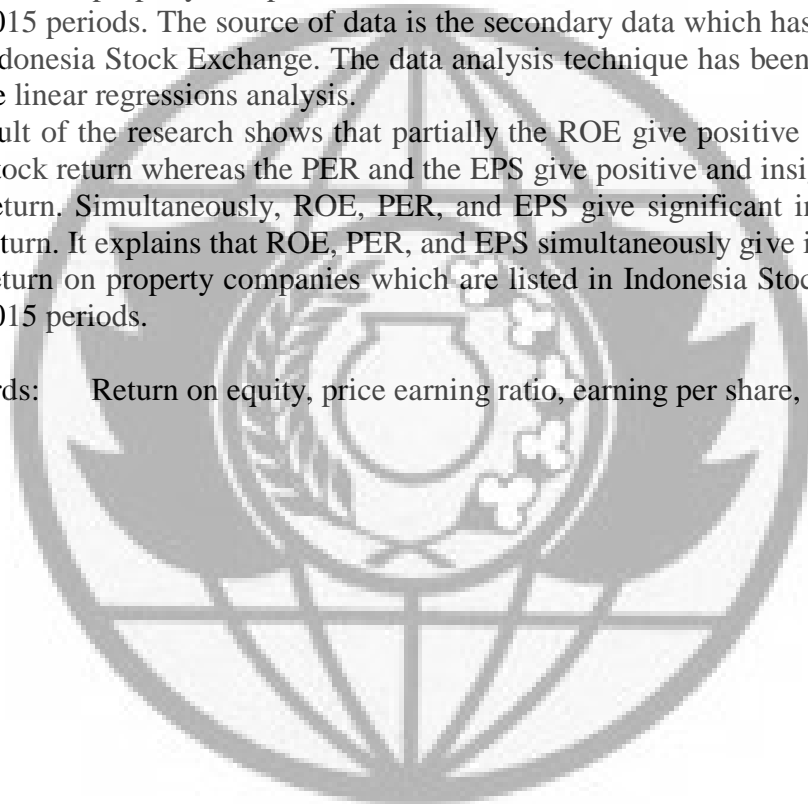 015 periods. The source of data is the secondary data which has
donesia Stock Exchange. The data analysis technique has been
e linear regressions analysis.
ult of the research shows that partially the ROE give positive
tock return whereas the PER and the EPS give positive and insi
eturn. Simultaneously, ROE, PER, and EPS give significant in
turn. It explains that ROE, PER, and EPS simultaneously give i
eturn on property companies which are listed in Indonesia Stoc
015 periods.
rds: Return on equity, price earning ratio, earning per share,